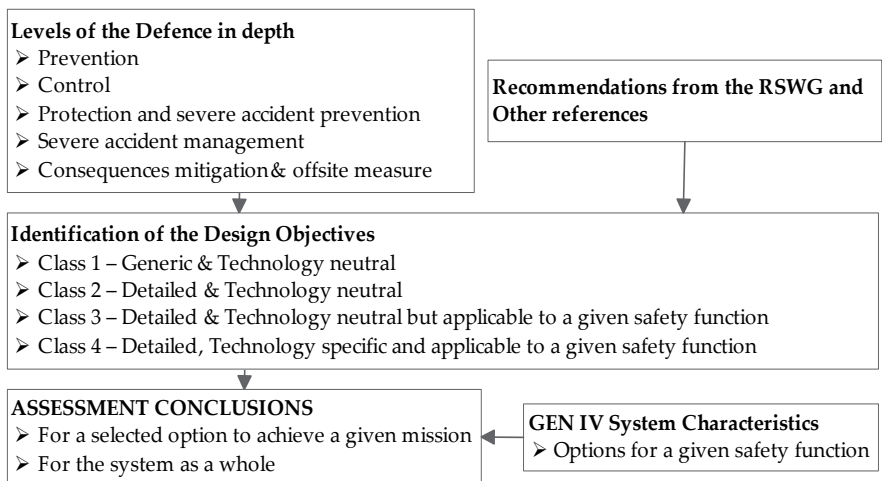 Levels of the Defence in depth
➢ Prevention
➢ Control
➢ Protection and severe accident prevention
➢ Severe accident management
➢ Consequences mitigation & offsite measure
Recommendations from the RSWG and
Other references
Identification of the Design Objectives
➢ Class 1 – Generic & Technology neutral
➢ Class 2 – Detailed & Technology neutral
➢ Class 3 – Detailed & Technology neutral but applicable to a given safety function
➢ Class 4 – Detailed, Technology specific and applicable to a given safety function
ASSESSMENT CONCLUSIONS
➢ For a selected option to achieve a given mission
➢ For the system as a whole
GEN IV System Characteristics
➢ Options for a given safety function